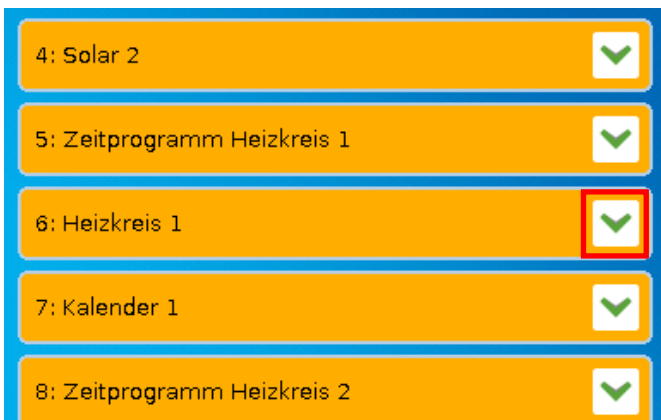 4: Solar 2
5: Zeitprogramm Heizkreis 1
6: Heizkreis 1
7: Kalender 1
8: Zeitprogramm Heizkreis 2